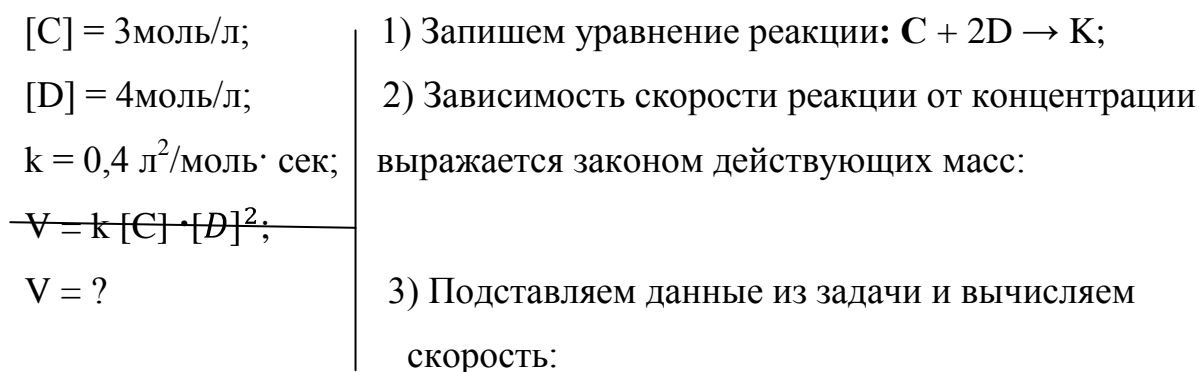 [C] = 3моль/л;
[D] = 4моль/л;
k = 0,4 л²/моль· сек;
V = k [C] ·[D]²;
V = ?
1) Запишем уравнение реакции: C + 2D → K;
2) Зависимость скорости реакции от концентрации
выражается законом действующих масс:
3) Подставляем данные из задачи и вычисляем
скорость: